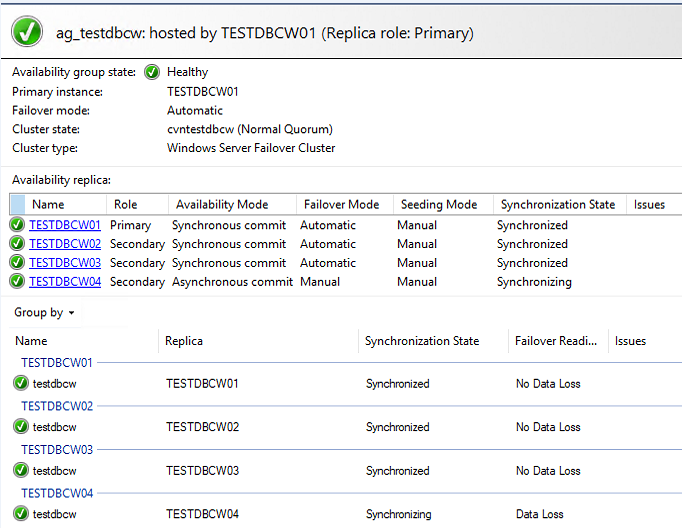 ag_testdbcw: hosted by TESTDBCW01 (Replica role: Primary)
Availability group state: Healthy
Primary instance: TESTDBCW01
Failover mode: Automatic
Cluster state: cvntestdbcw (Normal Quorum)
Cluster type: Windows Server Failover Cluster
Availability replica:
Name Role Availability Mode Failover Mode Seeding Mode Synchronization State Issues
TESTDBCW01 Primary Synchronous commit Automatic Manual Synchronized
TESTDBCW02 Secondary Synchronous commit Automatic Manual Synchronized
TESTDBCW03 Secondary Synchronous commit Automatic Manual Synchronized
TESTDBCW04 Secondary Asynchronous commit Manual Manual Synchronizing
Group by
Name Replica Synchronization State Failover Readi... Issues
TESTDBCW01
testdbcw TESTDBCW01 Synchronized No Data Loss
TESTDBCW02
testdbcw TESTDBCW02 Synchronized No Data Loss
TESTDBCW03
testdbcw TESTDBCW03 Synchronized No Data Loss
TESTDBCW04
testdbcw TESTDBCW04 Synchronizing Data Loss